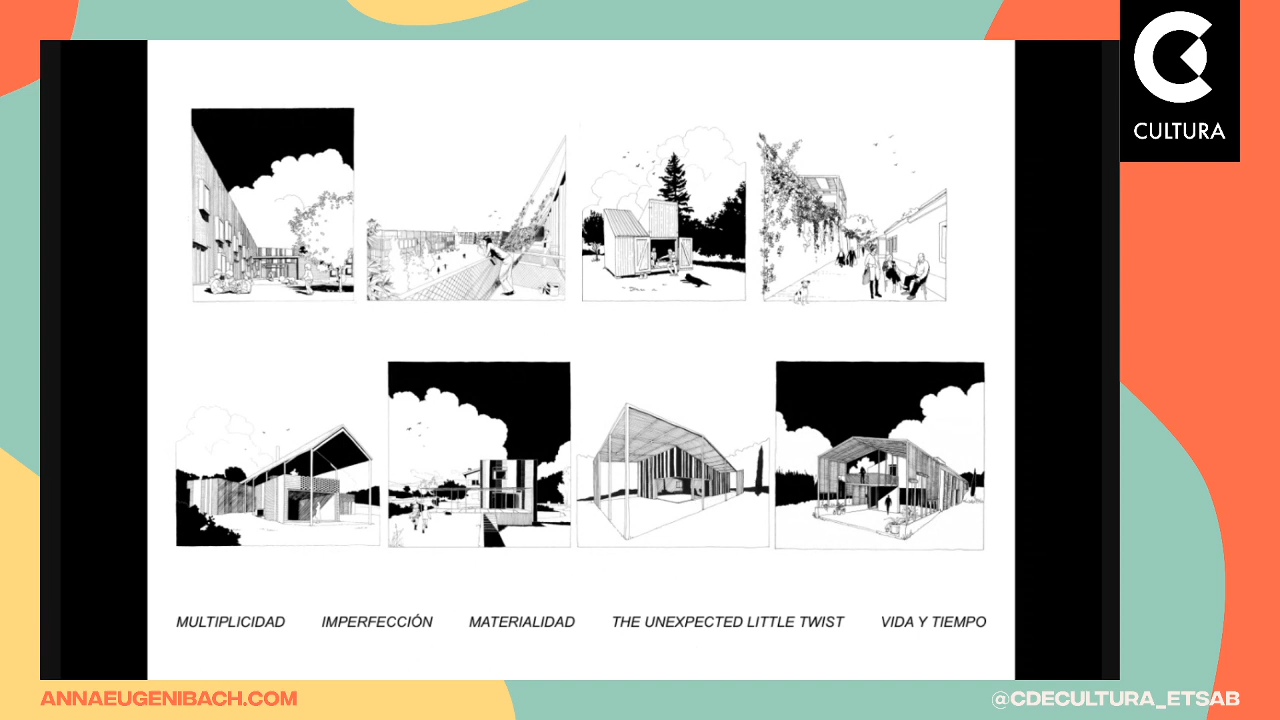 CULTURA
MULTIPLICIDAD IMPERFECCIÓN MATERIALIDAD THE UNEXPECTED LITTLE TWIST VIDA Y TIEMPO
ANNAEUGENIBACH.COM @CDECULTURA_ETSAB